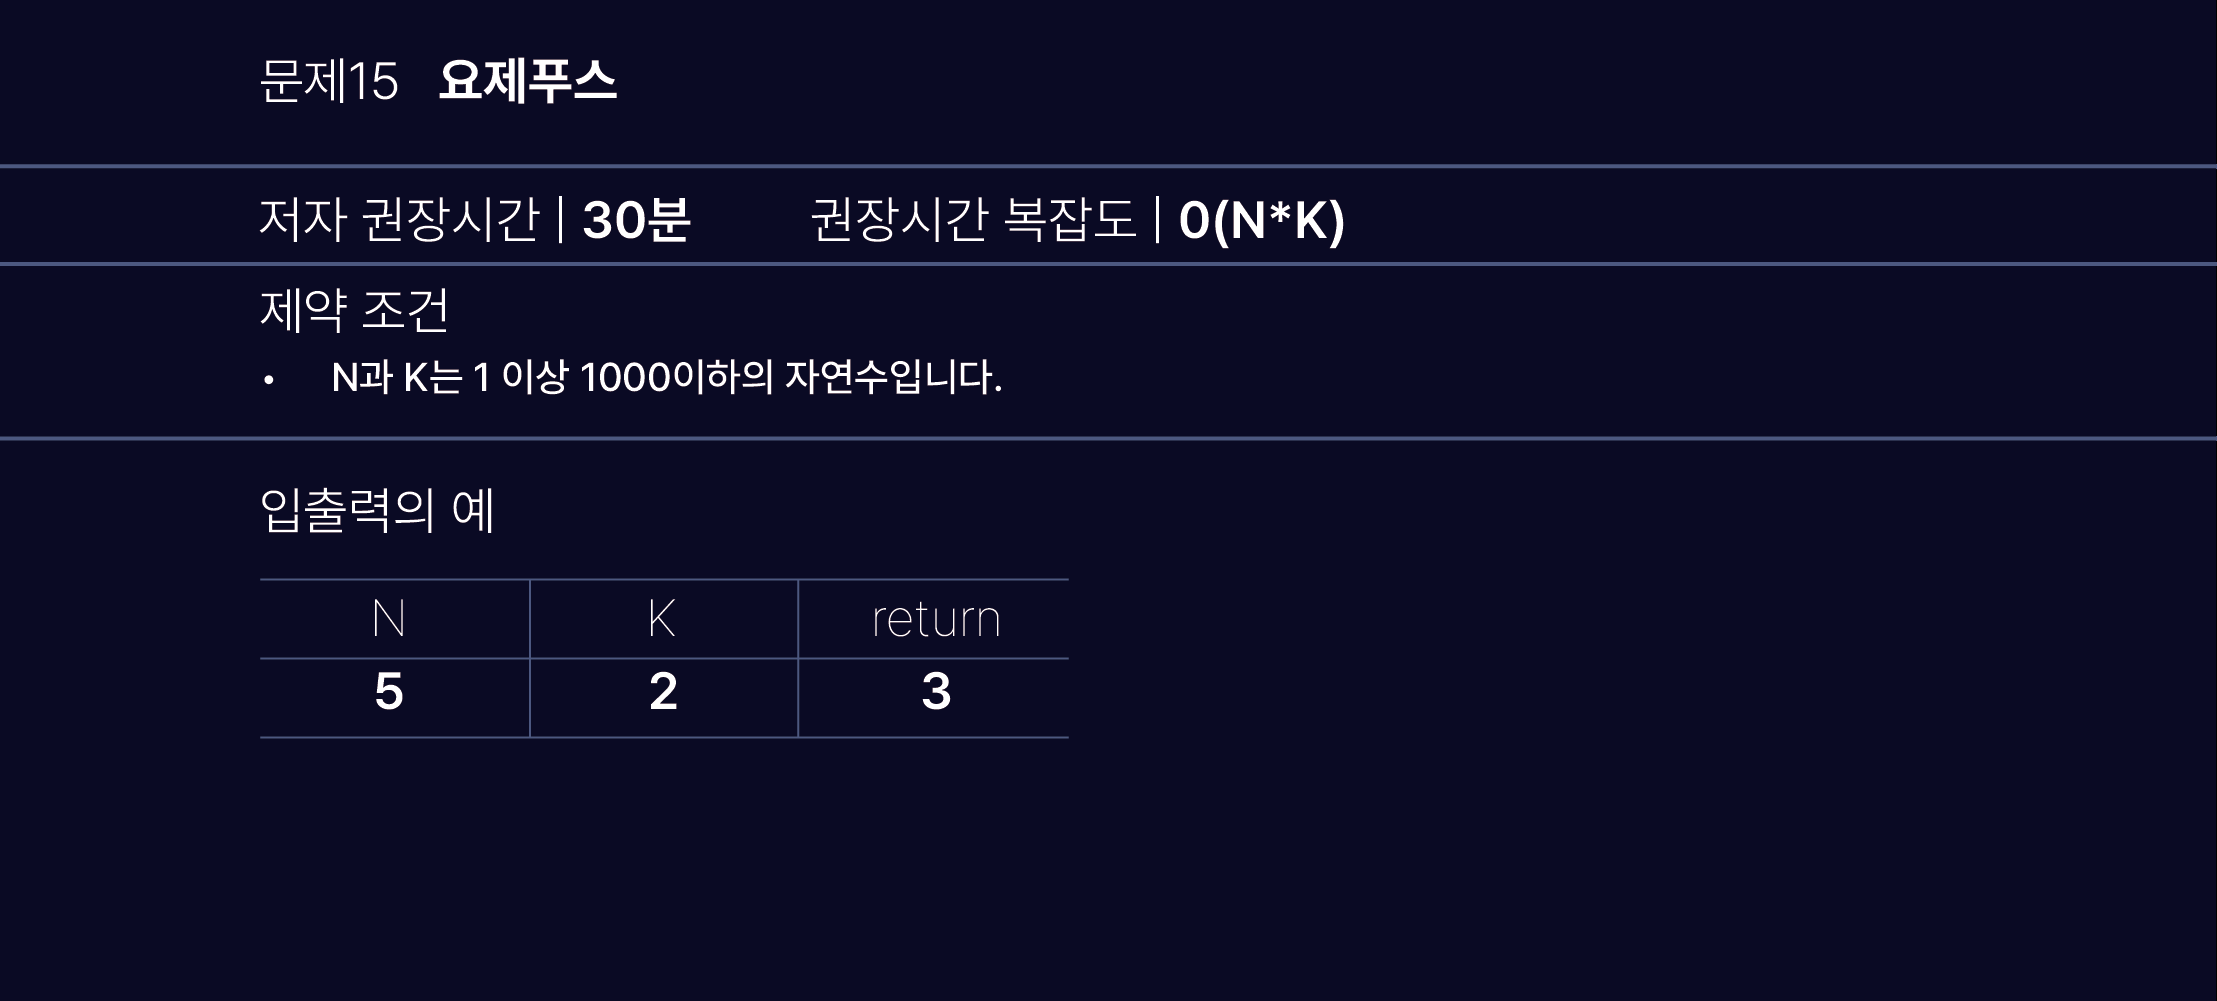 문제15 요제푸스
저자 권장시간 | 30분 권장시간 복잡도 | 0(N*K)
제약 조건
• N과 K는 1 이상 1000이하의 자연수입니다.
입출력의 예
N K return
5 2 3